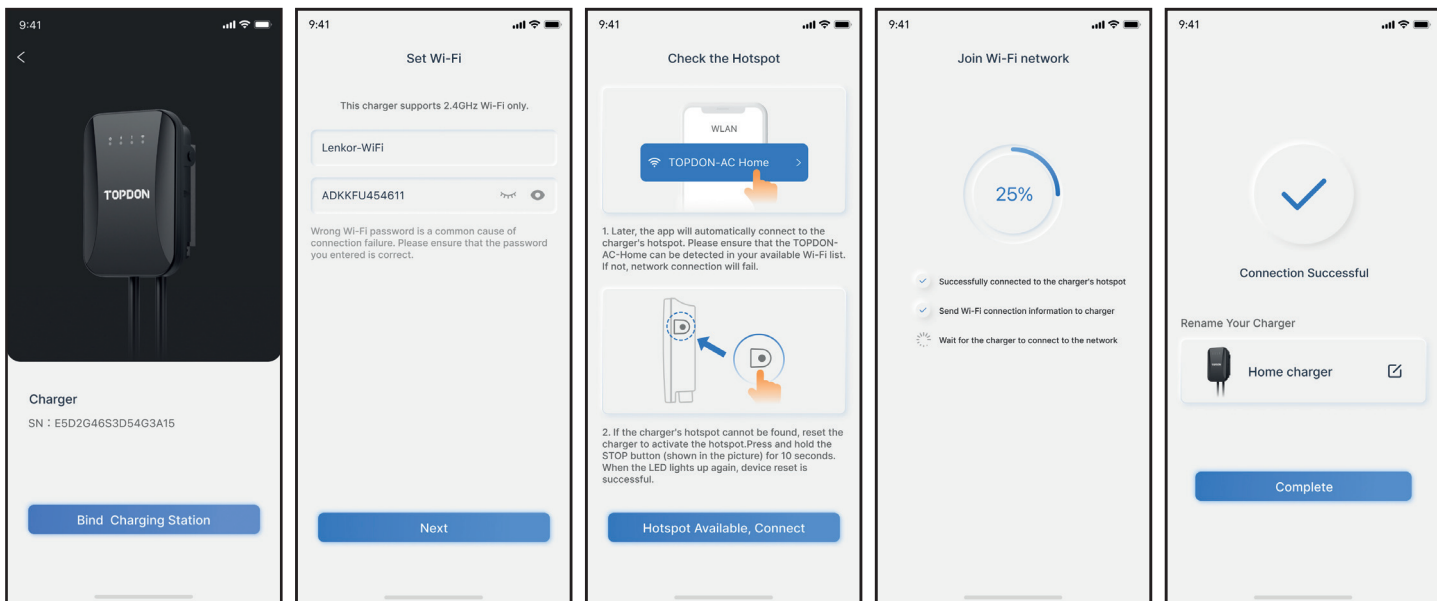 9:41
TOPDON
Charger
SN : E5D2G46S3D54G3A15
Bind Charging Station
9:41
Set Wi-Fi
This charger supports 2.4GHz Wi-Fi only.
Lenkor-WiFi
ADKKFU454611
Wrong Wi-Fi password is a common cause of
connection failure. Please ensure that the password
you entered is correct.
Next
9:41
Check the Hotspot
WLAN
TOPDON-AC Home
1. Later, the app will automatically connect to the
charger's hotspot. Please ensure that the TOPDON-
AC-Home can be detected in your available Wi-Fi list.
If not, network connection will fail.
2. If the charger's hotspot cannot be found, reset the
charger to activate the hotspot.Press and hold the
STOP button (shown in the picture) for 10 seconds.
When the LED lights up again, device reset is
successful.
Hotspot Available, Connect
9:41
Join Wi-Fi network
25%
Successfully connected to the charger's hotspot
Send Wi-Fi connection information to charger
Wait for the charger to connect to the network
9:41
Connection Successful
Rename Your Charger
Home charger
Complete